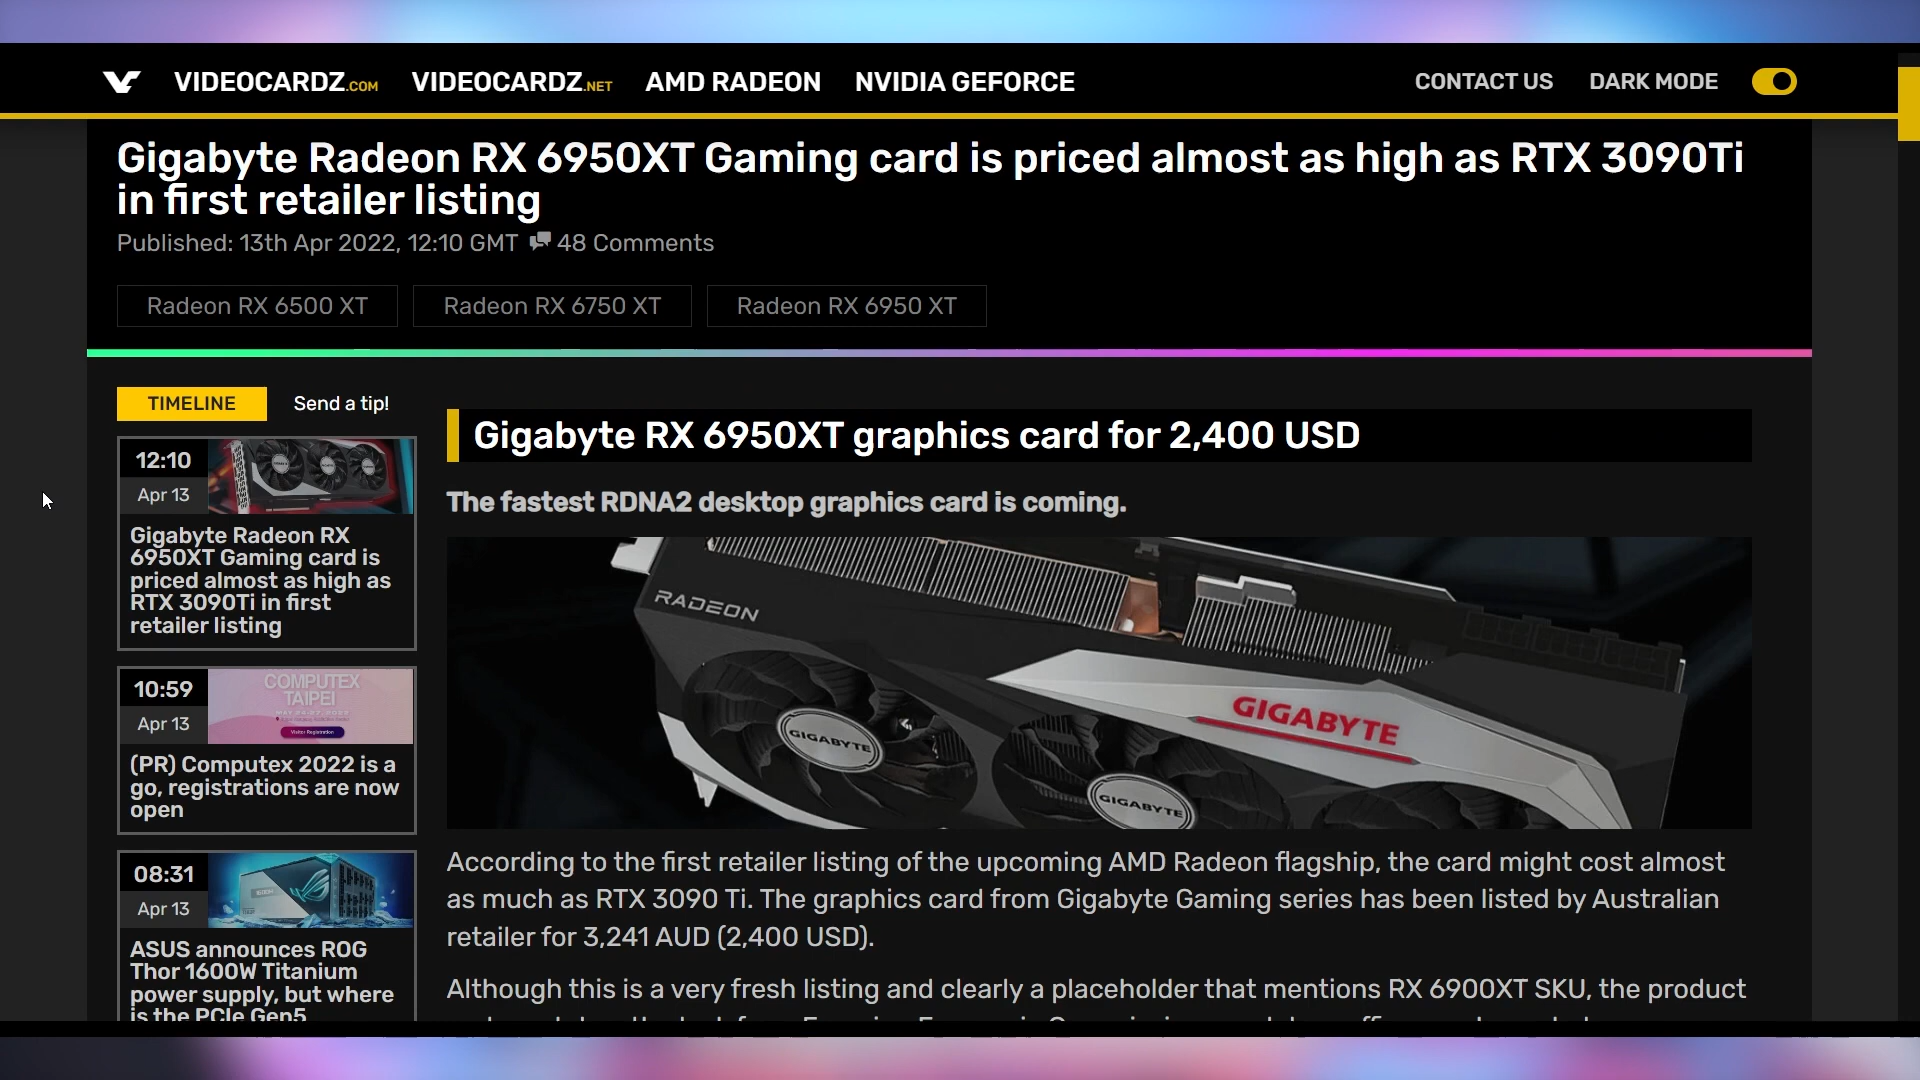 VIDEOCARDZ.COM VIDEOCARDZ.NET AMD RADEON NVIDIA GEFORCE CONTACT US DARK MODE
Gigabyte Radeon RX 6950XT Gaming card is priced almost as high as RTX 3090Ti
in first retailer listing
Published: 13th Apr 2022, 12:10 GMT 48 Comments
Radeon RX 6500 XT Radeon RX 6750 XT Radeon RX 6950 XT
TIMELINE Send a tip!
12:10
Apr 13
Gigabyte Radeon RX
6950XT Gaming card is
priced almost as high as
RTX 3090Ti in first
retailer listing
10:59
Apr 13
COMPUTEX
TAIPEI
Visitor Registration
(PR) Computex 2022 is a
go, registrations are now
open
08:31
Apr 13
ASUS announces ROG
Thor 1600W Titanium
power supply, but where
is the PCIe Gen5
Gigabyte RX 6950XT graphics card for 2,400 USD
The fastest RDNA2 desktop graphics card is coming.
RADEON
GIGABYTE
GIGABYTE
GIGABYTE
According to the first retailer listing of the upcoming AMD Radeon flagship, the card might cost almost
as much as RTX 3090 Ti. The graphics card from Gigabyte Gaming series has been listed by Australian
retailer for 3,241 AUD (2,400 USD).
Although this is a very fresh listing and clearly a placeholder that mentions RX 6900XT SKU, the product